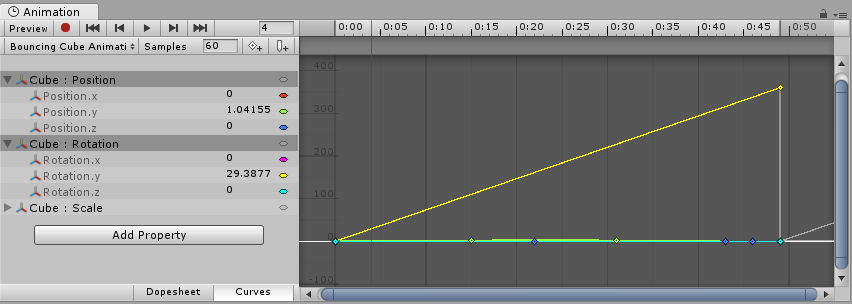 Animation
Preview 4 0:00 0:05 0:10 0:15 0:20 0:25 0:30 0:35 0:40 0:45 0:50
Bouncing Cube Animati Samples 60
Cube : Position
Position.x 0
Position.y 1.04155
Position.z 0
Cube : Rotation
Rotation.x 0
Rotation.y 29.3877
Rotation.z 0
Cube : Scale
Add Property
400
300
200
100
0
-100
Dopesheet Curves